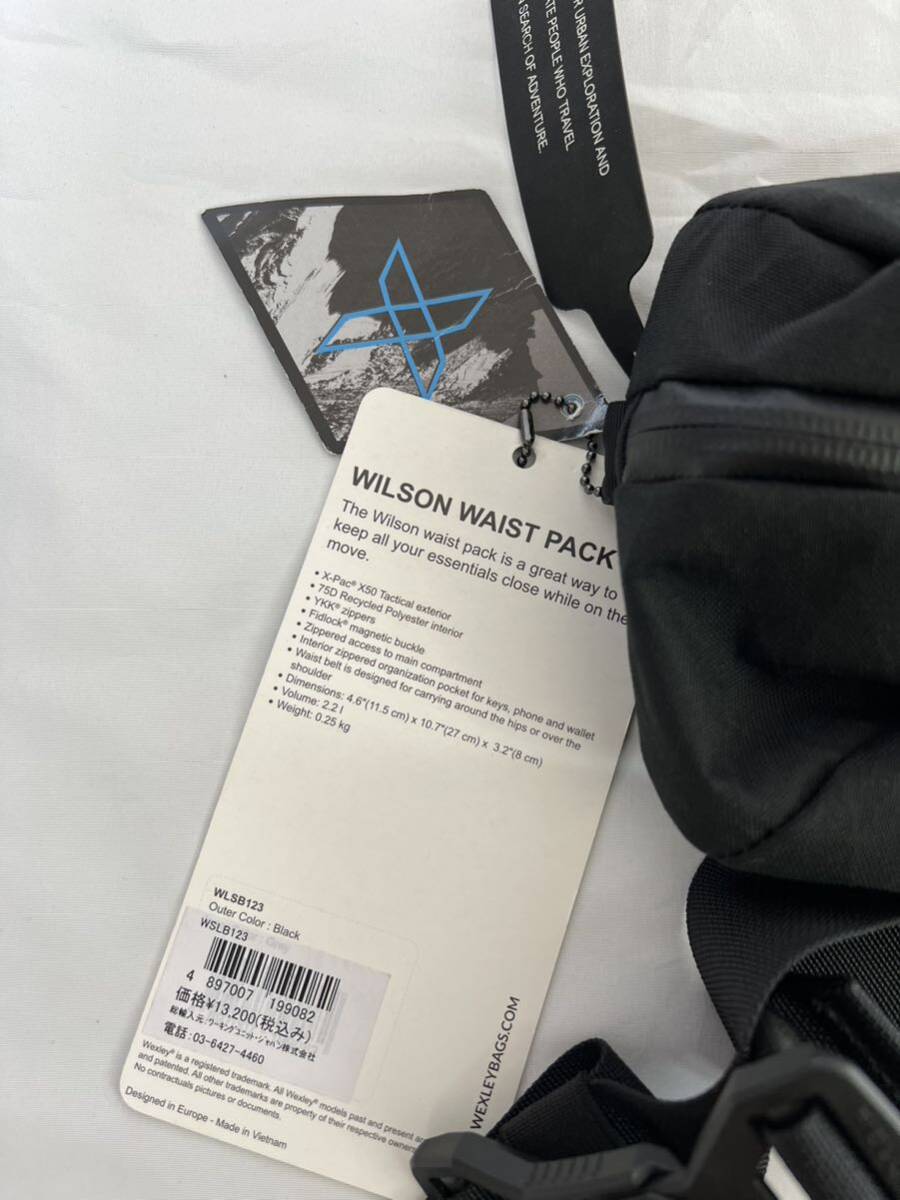 R URBAN EXPLORATION AND
ATE PEOPLE WHO TRAVEL
N SEARCH OF ADVENTURE.
WILSON WAIST PACK
The Wilson waist pack is a great way to
keep all your essentials close while on the
move.
• X-Pac® X50 Tactical exterior
• 75D Recycled Polyester interior
• YKK® zippers
• Fidlock® magnetic buckle
• Zippered access to main compartment
• Interior zippered organization pocket for keys, phone and wallet
• Waist belt is designed for carrying around the hips or over the
shoulder
• Dimensions: 4.6"(11.5 cm) x 10.7"(27 cm) x 3.2"(8 cm)
• Volume: 2.2 l
• Weight: 0.25 kg
WLSB123
Outer Color : Black
WSLB123
4 897007 199082
価格¥13,200(税込み)
総輸入元:ワーキングユニット・ジャパン株式会社
電話:03-6427-4460
Wexley® is a registered trademark. All Wexley® models past and present are
and patented. All other trademarks are property of their respective owners
No contractuals pictures or documents.
Designed in Europe - Made in Vietnam
WEXLEYBAGS.COM